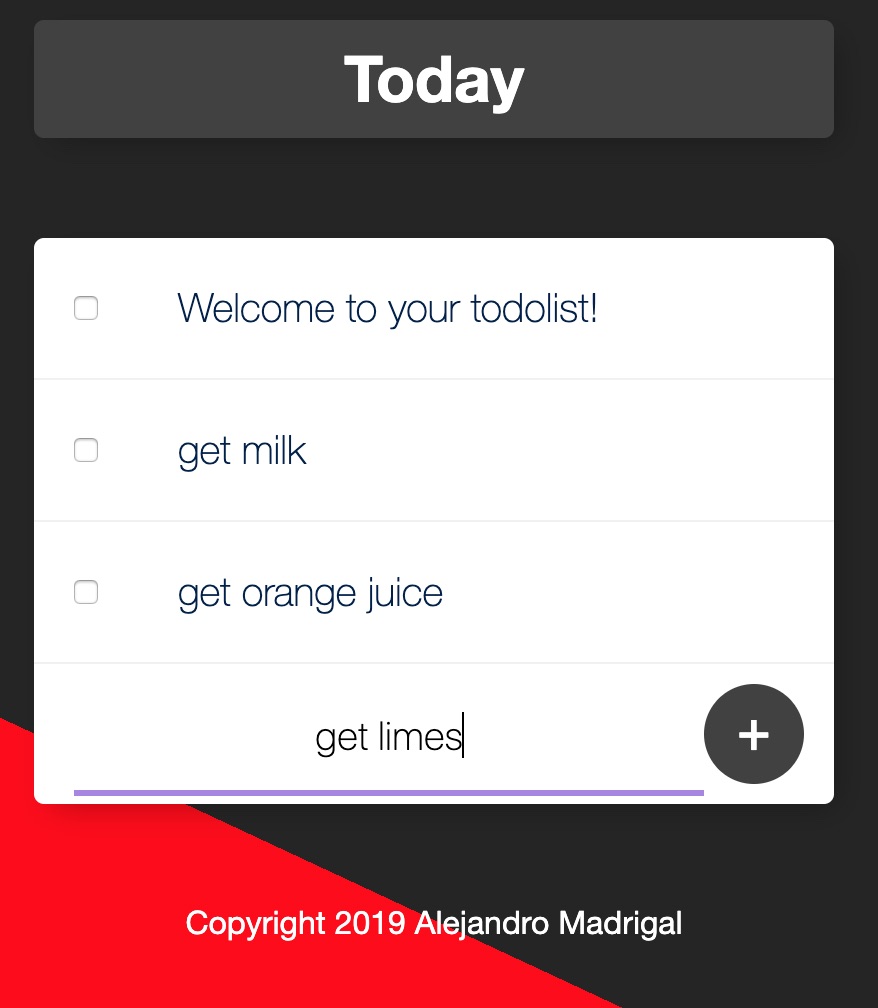 Today
Welcome to your todolist!
get milk
get orange juice
get limes
+
Copyright 2019 Alejandro Madrigal